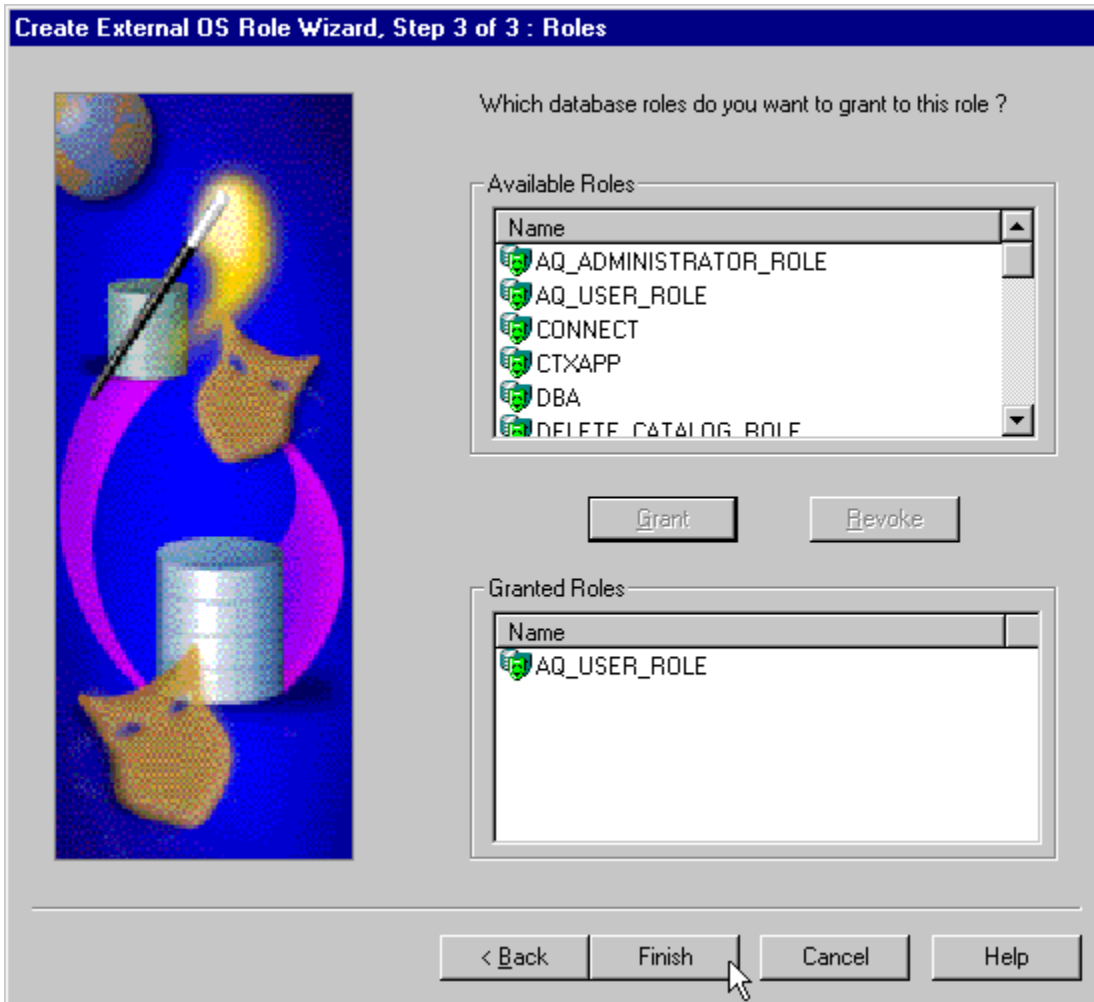 Create External OS Role Wizard, Step 3 of 3 : Roles
Which database roles do you want to grant to this role ?
Available Roles
Name
AQ_ADMINISTRATOR_ROLE
AQ_USER_ROLE
CONNECT
CTXAPP
DBA
DELETE_CATALOG_ROLE
Grant
Revoke
Granted Roles
Name
AQ_USER_ROLE
< Back
Finish
Cancel
Help